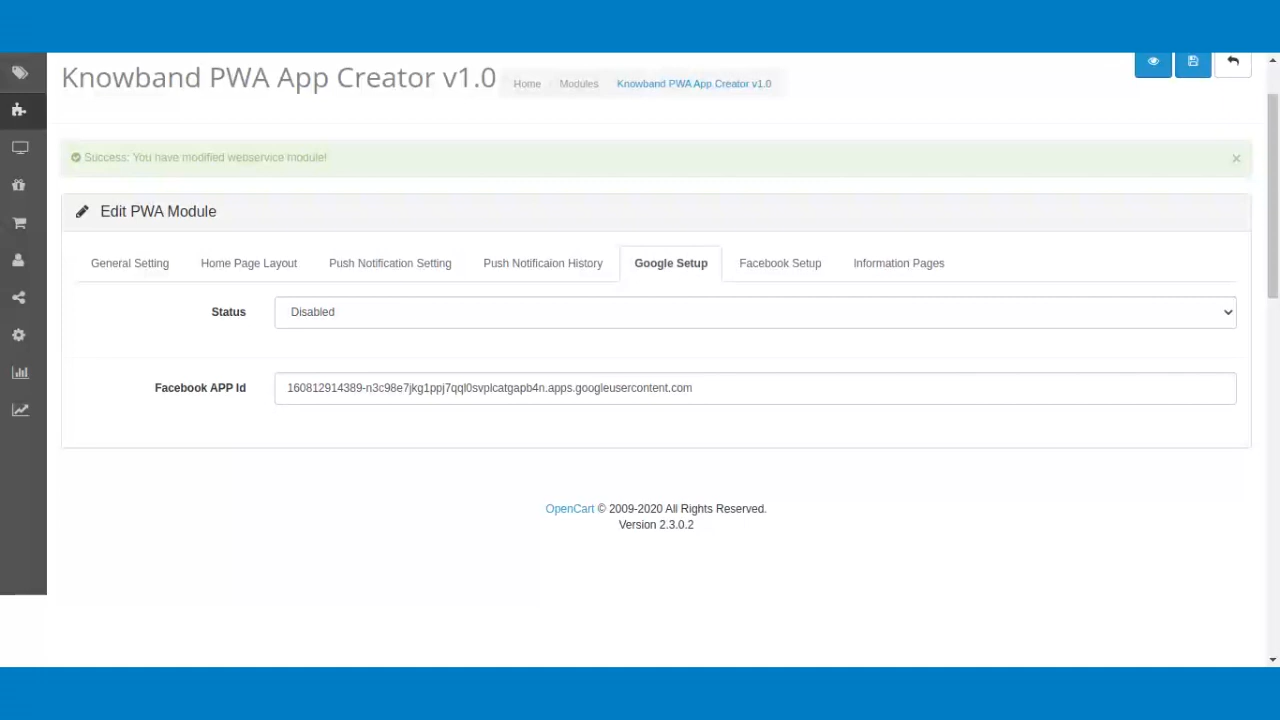 Knowband PWA App Creator v1.0 Home Modules Knowband PWA App Creator v1.0
Success: You have modified webservice module! ×
Edit PWA Module
General Setting Home Page Layout Push Notification Setting Push Notificaion History Google Setup Facebook Setup Information Pages
Status Disabled
Facebook APP Id 160812914389-n3c98e7jkg1ppj7qql0svplcatgapb4n.apps.googleusercontent.com
OpenCart © 2009-2020 All Rights Reserved.
Version 2.3.0.2